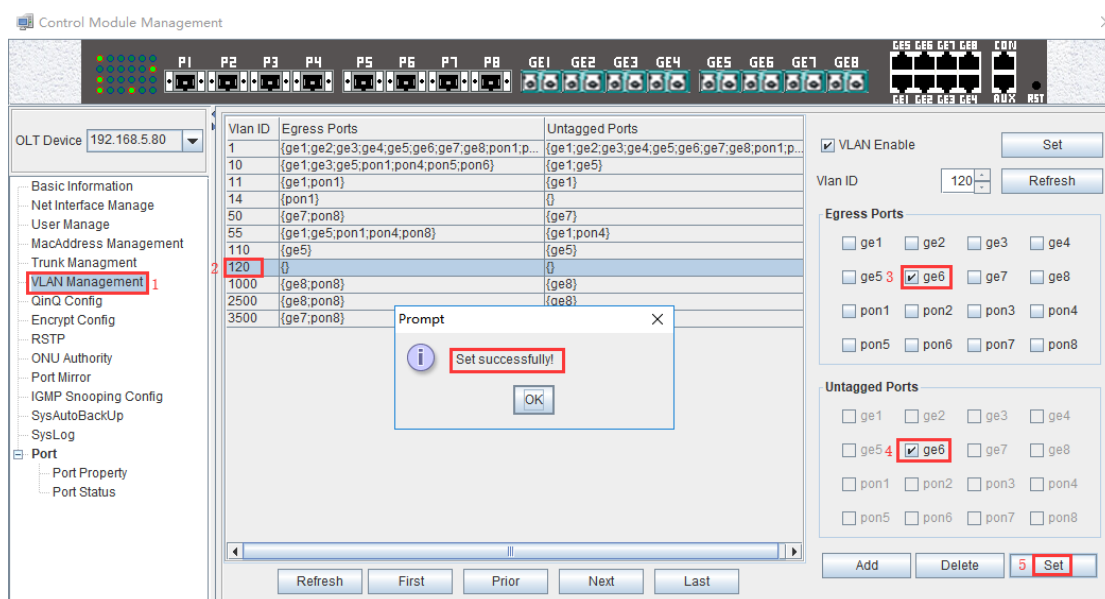 Control Module Management
P1 P2 P3 P4 P5 P6 P7 P8 GE1 GE2 GE3 GE4 GE5 GE6 GE7 GE8
GE5 GE6 GE7 GE8 CON
GE1 GE2 GE3 GE4 AUX RST
OLT Device 192.168.5.80
Basic Information
Net Interface Manage
User Manage
MacAddress Management
Trunk Managment
VLAN Management 1
QinQ Config
Encrypt Config
RSTP
ONU Authority
Port Mirror
IGMP Snooping Config
SysAutoBackUp
SysLog
Port
Port Property
Port Status
Vlan ID Egress Ports Untagged Ports
1 {ge1;ge2;ge3;ge4;ge5;ge6;ge7;ge8;pon1;p... {ge1;ge2;ge3;ge4;ge5;ge6;ge7;ge8;pon1;p...
10 {ge1;ge3;ge5;pon1;pon4;pon5;pon6} {ge1;ge5}
11 {ge1;pon1} {ge1}
14 {pon1} {}
50 {ge7;pon8} {ge7}
55 {ge1;ge5;pon1;pon4;pon8} {ge1;pon4}
110 {ge5} {ge5}
2 120 {} {}
1000 {ge8;pon8} {ge8}
2500 {ge8;pon8} {ge8}
3500 {ge7;pon8}
Prompt
Set successfully!
OK
Refresh First Prior Next Last
VLAN Enable Set
Vlan ID 120 Refresh
Egress Ports
ge1 ge2 ge3 ge4
ge5 3 ge6 ge7 ge8
pon1 pon2 pon3 pon4
pon5 pon6 pon7 pon8
Untagged Ports
ge1 ge2 ge3 ge4
ge5 4 ge6 ge7 ge8
pon1 pon2 pon3 pon4
pon5 pon6 pon7 pon8
Add Delete 5 Set